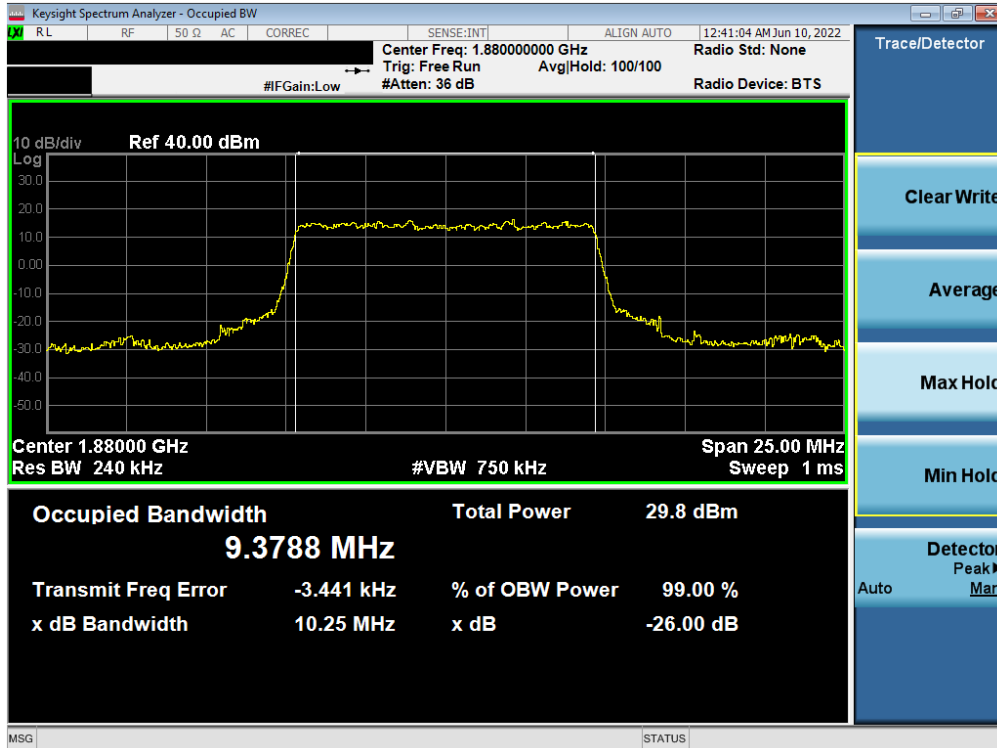 Keysight Spectrum Analyzer - Occupied BW
LXI RL RF 50 Ω AC CORREC SENSE:INT ALIGN AUTO 12:41:04 AM Jun 10, 2022
Center Freq: 1.880000000 GHz Radio Std: None
Trig: Free Run Avg|Hold: 100/100
#IFGain:Low #Atten: 36 dB Radio Device: BTS
Trace/Detector
10 dB/div Ref 40.00 dBm
Log
30.0
20.0
10.0
0.00
-10.0
-20.0
-30.0
-40.0
-50.0
Center 1.88000 GHz Span 25.00 MHz
Res BW 240 kHz #VBW 750 kHz Sweep 1 ms
Occupied Bandwidth Total Power 29.8 dBm
9.3788 MHz
Transmit Freq Error -3.441 kHz % of OBW Power 99.00 %
x dB Bandwidth 10.25 MHz x dB -26.00 dB
Clear Write
Average
Max Hold
Min Hold
Detector
Peak
Auto Man
MSG STATUS